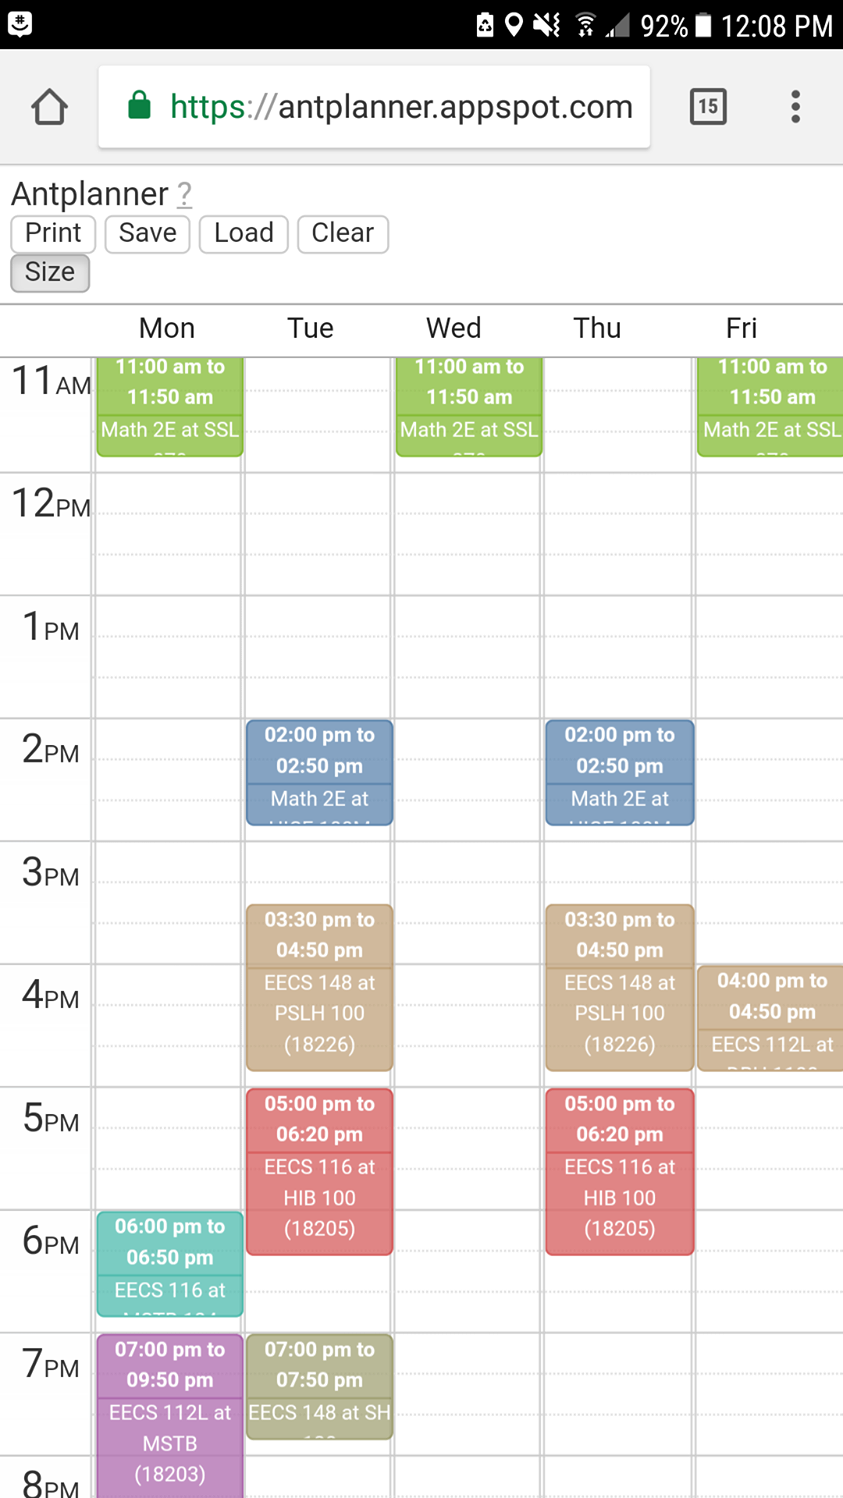 92% 12:08 PM
https://antplanner.appspot.com
15
Antplanner ?
Print Save Load Clear
Size
Mon Tue Wed Thu Fri
11AM
11:00 am to
11:50 am
Math 2E at SSL
11:00 am to
11:50 am
Math 2E at SSL
11:00 am to
11:50 am
Math 2E at SSL
12PM
1PM
2PM
02:00 pm to
02:50 pm
Math 2E at
02:00 pm to
02:50 pm
Math 2E at
3PM
03:30 pm to
04:50 pm
EECS 148 at
PSLH 100
(18226)
03:30 pm to
04:50 pm
EECS 148 at
PSLH 100
(18226)
4PM
04:00 pm to
04:50 pm
EECS 112L at
5PM
05:00 pm to
06:20 pm
EECS 116 at
HIB 100
(18205)
05:00 pm to
06:20 pm
EECS 116 at
HIB 100
(18205)
6PM
06:00 pm to
06:50 pm
EECS 116 at
7PM
07:00 pm to
09:50 pm
EECS 112L at
MSTB
(18203)
07:00 pm to
07:50 pm
EECS 148 at SH
8PM